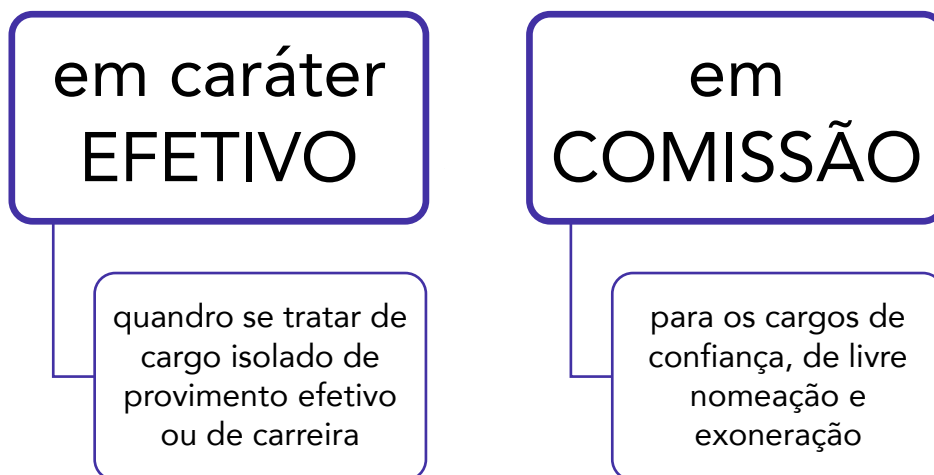 em caráter
EFETIVO
quandro se tratar de
cargo isolado de
provimento efetivo
ou de carreira
em
COMISSÃO
para os cargos de
confiança, de livre
nomeação e
exoneração